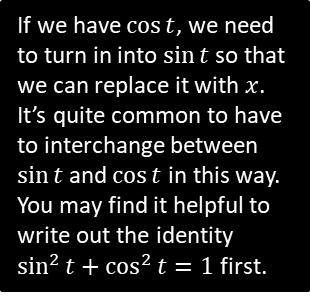 If we have cos t, we need
to turn in into sin t so that
we can replace it with x.
It's quite common to have
to interchange between
sin t and cos t in this way.
You may find it helpful to
write out the identity
sin² t + cos² t = 1 first.